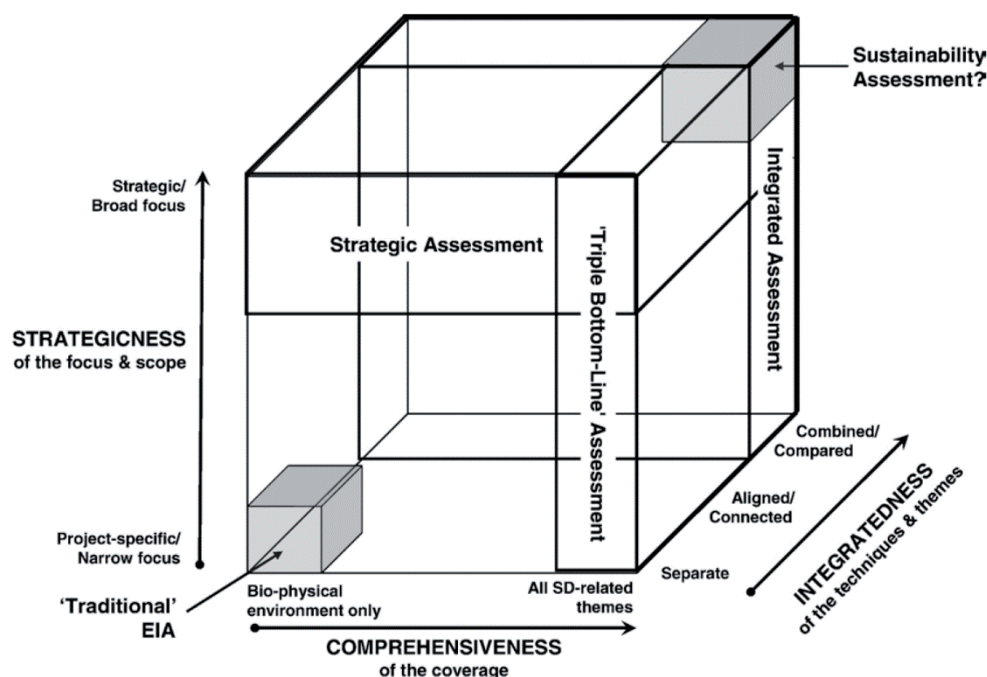 Sustainability
Assessment?
Strategic/
Broad focus
Strategic Assessment
'Triple Bottom-Line' Assessment
Integrated Assessment
STRATEGICNESS
of the focus & scope
Combined/
Compared
Aligned/
Connected
Separate
INTEGRATEDNESS
of the techniques & themes
Project-specific/
Narrow focus
'Traditional'
EIA
Bio-physical
environment only
All SD-related
themes
COMPREHENSIVENESS
of the coverage